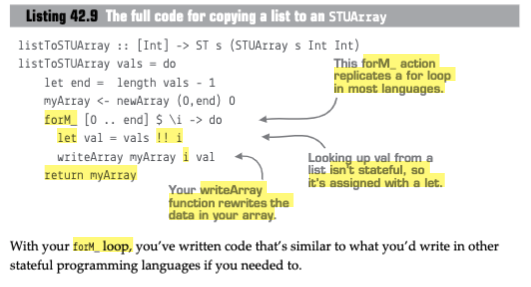 Listing 42.9 The full code for copying a list to an STUArray
listToSTUArray :: [Int] -> ST s (STUArray s Int Int)
listToSTUArray vals = do
let end = length vals - 1
myArray <- newArray (0,end) 0
forM_ [0 .. end] $ \i -> do
let val = vals !! i
writeArray myArray i val
return myArray
This forM_ action
replicates a for loop
in most languages.
Looking up val from a
list isn't stateful, so
it's assigned with a let.
Your writeArray
function rewrites the
data in your array.
With your forM_ loop, you've written code that's similar to what you'd write in other
stateful programming languages if you needed to.